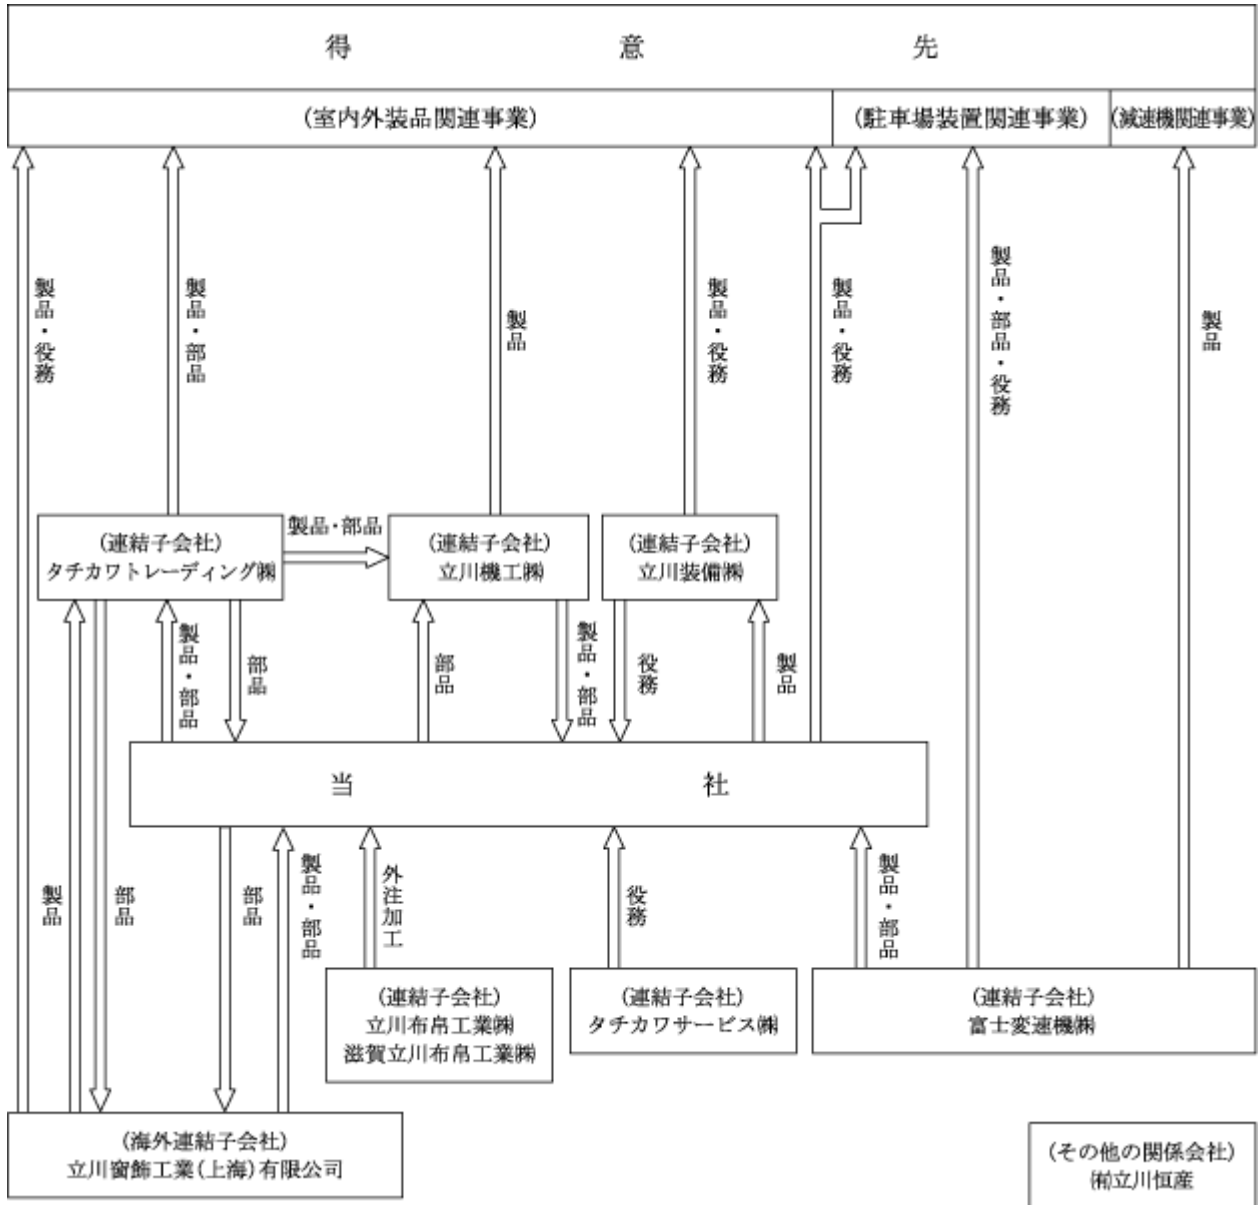 得意先
(室内外装品関連事業)
(駐車場装置関連事業)
(減速機関連事業)
製品・役務
製品・部品
製品
製品・役務
製品・役務
製品・部品・役務
製品
(連結子会社)
タチカワトレーディング㈱
製品・部品
(連結子会社)
立川機工㈱
(連結子会社)
立川装備㈱
製品・部品
部品
部品
製品・部品
役務
製品
当社
製品
部品
部品
製品・部品
外注加工
役務
製品・部品
(連結子会社)
立川布帛工業㈱
滋賀立川布帛工業㈱
(連結子会社)
タチカワサービス㈱
(連結子会社)
富士変速機㈱
(海外連結子会社)
立川窗飾工業(上海)有限公司
(その他の関係会社)
㈲立川恒産